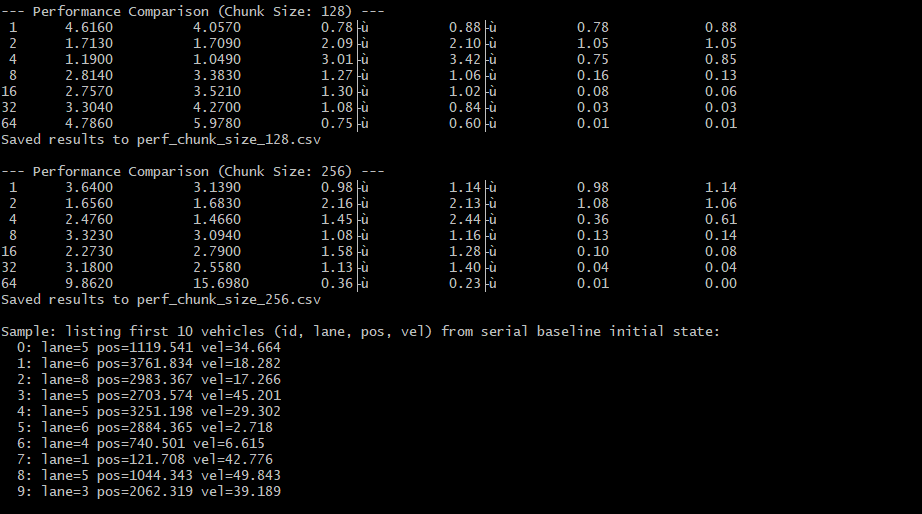 --- Performance Comparison (Chunk Size: 128) ---
 1      4.6160          4.0570          0.78├ù          0.88├ù        0.78            0.88
 2      1.7130          1.7090          2.09├ù          2.10├ù        1.05            1.05
 4      1.1900          1.0490          3.01├ù          3.42├ù        0.75            0.85
 8      2.8140          3.3830          1.27├ù          1.06├ù        0.16            0.13
16      2.7570          3.5210          1.30├ù          1.02├ù        0.08            0.06
32      3.3040          4.2700          1.08├ù          0.84├ù        0.03            0.03
64      4.7860          5.9780          0.75├ù          0.60├ù        0.01            0.01
Saved results to perf_chunk_size_128.csv

--- Performance Comparison (Chunk Size: 256) ---
 1      3.6400          3.1390          0.98├ù          1.14├ù        0.98            1.14
 2      1.6560          1.6830          2.16├ù          2.13├ù        1.08            1.06
 4      2.4760          1.4660          1.45├ù          2.44├ù        0.36            0.61
 8      3.3230          3.0940          1.08├ù          1.16├ù        0.13            0.14
16      2.2730          2.7900          1.58├ù          1.28├ù        0.10            0.08
32      3.1800          2.5580          1.13├ù          1.40├ù        0.04            0.04
64      9.8620          15.6980         0.36├ù          0.23├ù        0.01            0.00
Saved results to perf_chunk_size_256.csv

Sample: listing first 10 vehicles (id, lane, pos, vel) from serial baseline initial state:
  0: lane=5 pos=1119.541 vel=34.664
  1: lane=6 pos=3761.834 vel=18.282
  2: lane=8 pos=2983.367 vel=17.266
  3: lane=5 pos=2703.574 vel=45.201
  4: lane=5 pos=3251.198 vel=29.302
  5: lane=6 pos=2884.365 vel=2.718
  6: lane=4 pos=740.501 vel=6.615
  7: lane=1 pos=121.708 vel=42.776
  8: lane=5 pos=1044.343 vel=49.843
  9: lane=3 pos=2062.319 vel=39.189